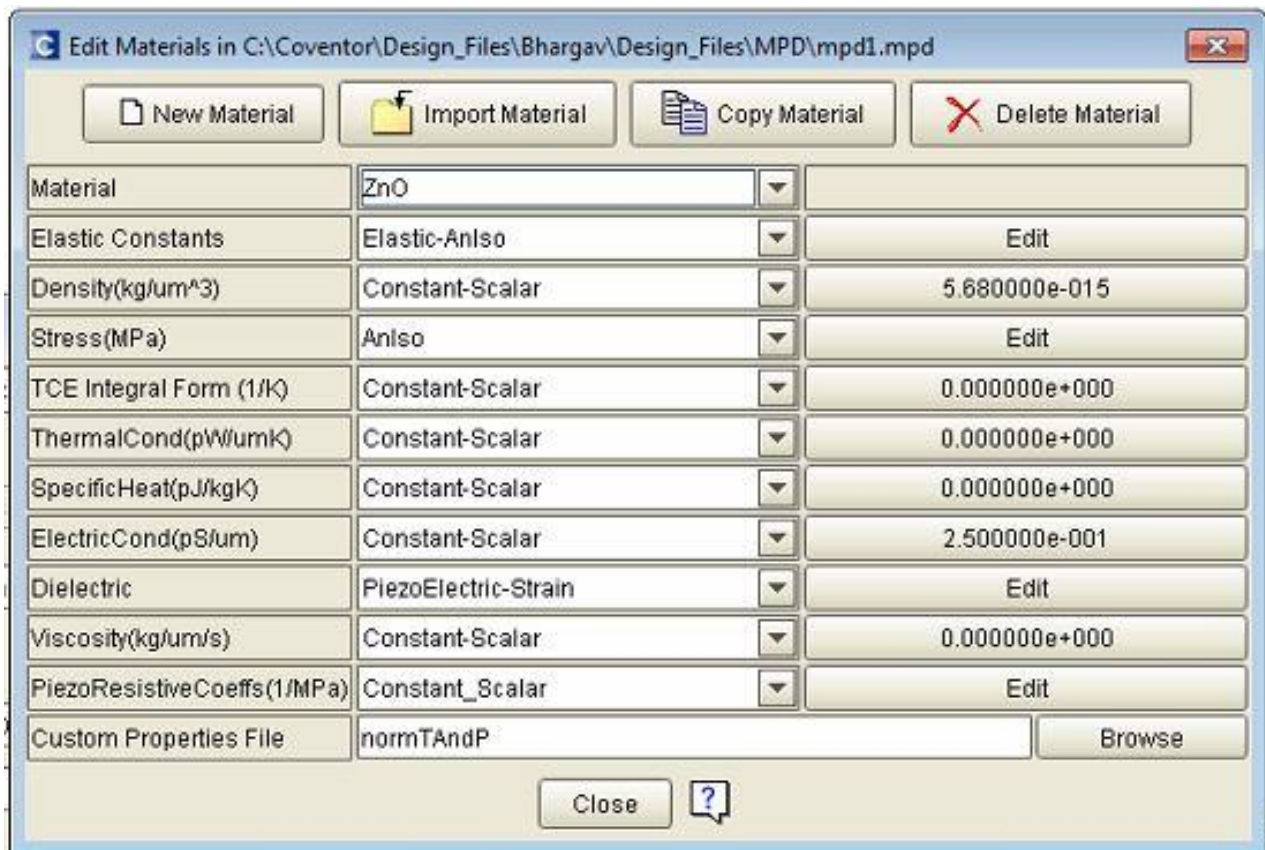 Edit Materials in C:\Coventor\Design_Files\Bhargav\Design_Files\MPD\mpd1.mpd
New Material Import Material Copy Material Delete Material
Material ZnO
Elastic Constants Elastic-AnIso Edit
Density(kg/um^3) Constant-Scalar 5.680000e-015
Stress(MPa) AnIso Edit
TCE Integral Form (1/K) Constant-Scalar 0.000000e+000
ThermalCond(pW/umK) Constant-Scalar 0.000000e+000
SpecificHeat(pJ/kgK) Constant-Scalar 0.000000e+000
ElectricCond(pS/um) Constant-Scalar 2.500000e-001
Dielectric PiezoElectric-Strain Edit
Viscosity(kg/um/s) Constant-Scalar 0.000000e+000
PiezoResistiveCoeffs(1/MPa) Constant_Scalar Edit
Custom Properties File normTAndP Browse
Close ?